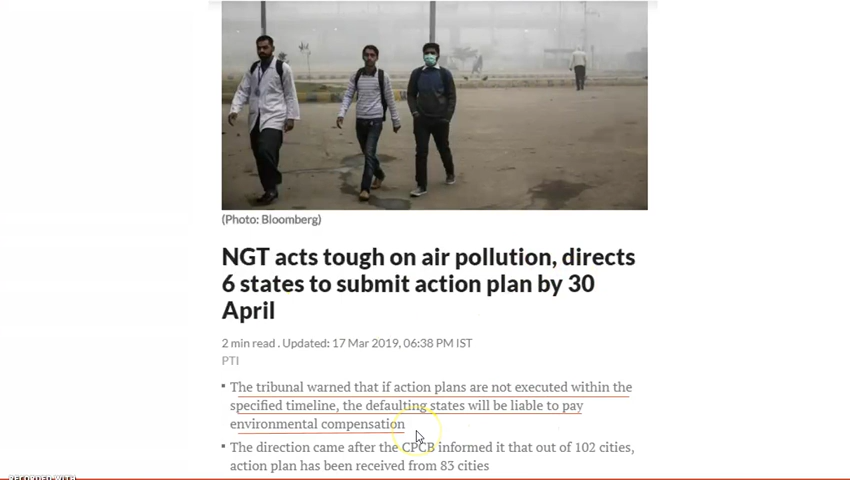 (Photo: Bloomberg)
NGT acts tough on air pollution, directs
6 states to submit action plan by 30
April
2 min read . Updated: 17 Mar 2019, 06:38 PM IST
PTI
▪ The tribunal warned that if action plans are not executed within the
specified timeline, the defaulting states will be liable to pay
environmental compensation
▪ The direction came after the CPCB informed it that out of 102 cities,
action plan has been received from 83 cities
RECORDED WITH